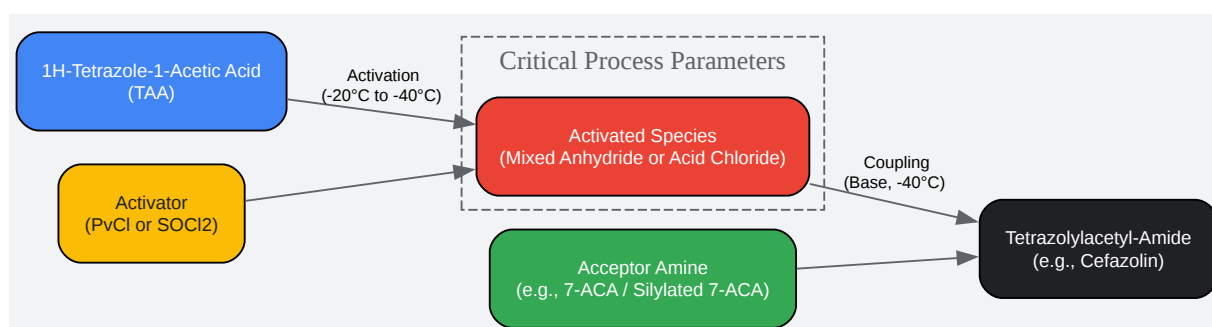 1H-Tetrazole-1-Acetic Acid
(TAA)
Activation
(-20°C to -40°C)
Critical Process Parameters
Activated Species
(Mixed Anhydride or Acid Chloride)
Activator
(PvCl or SOCl2)
Coupling
(Base, -40°C)
Acceptor Amine
(e.g., 7-ACA / Silylated 7-ACA)
Tetrazolylacetyl-Amide
(e.g., Cefazolin)